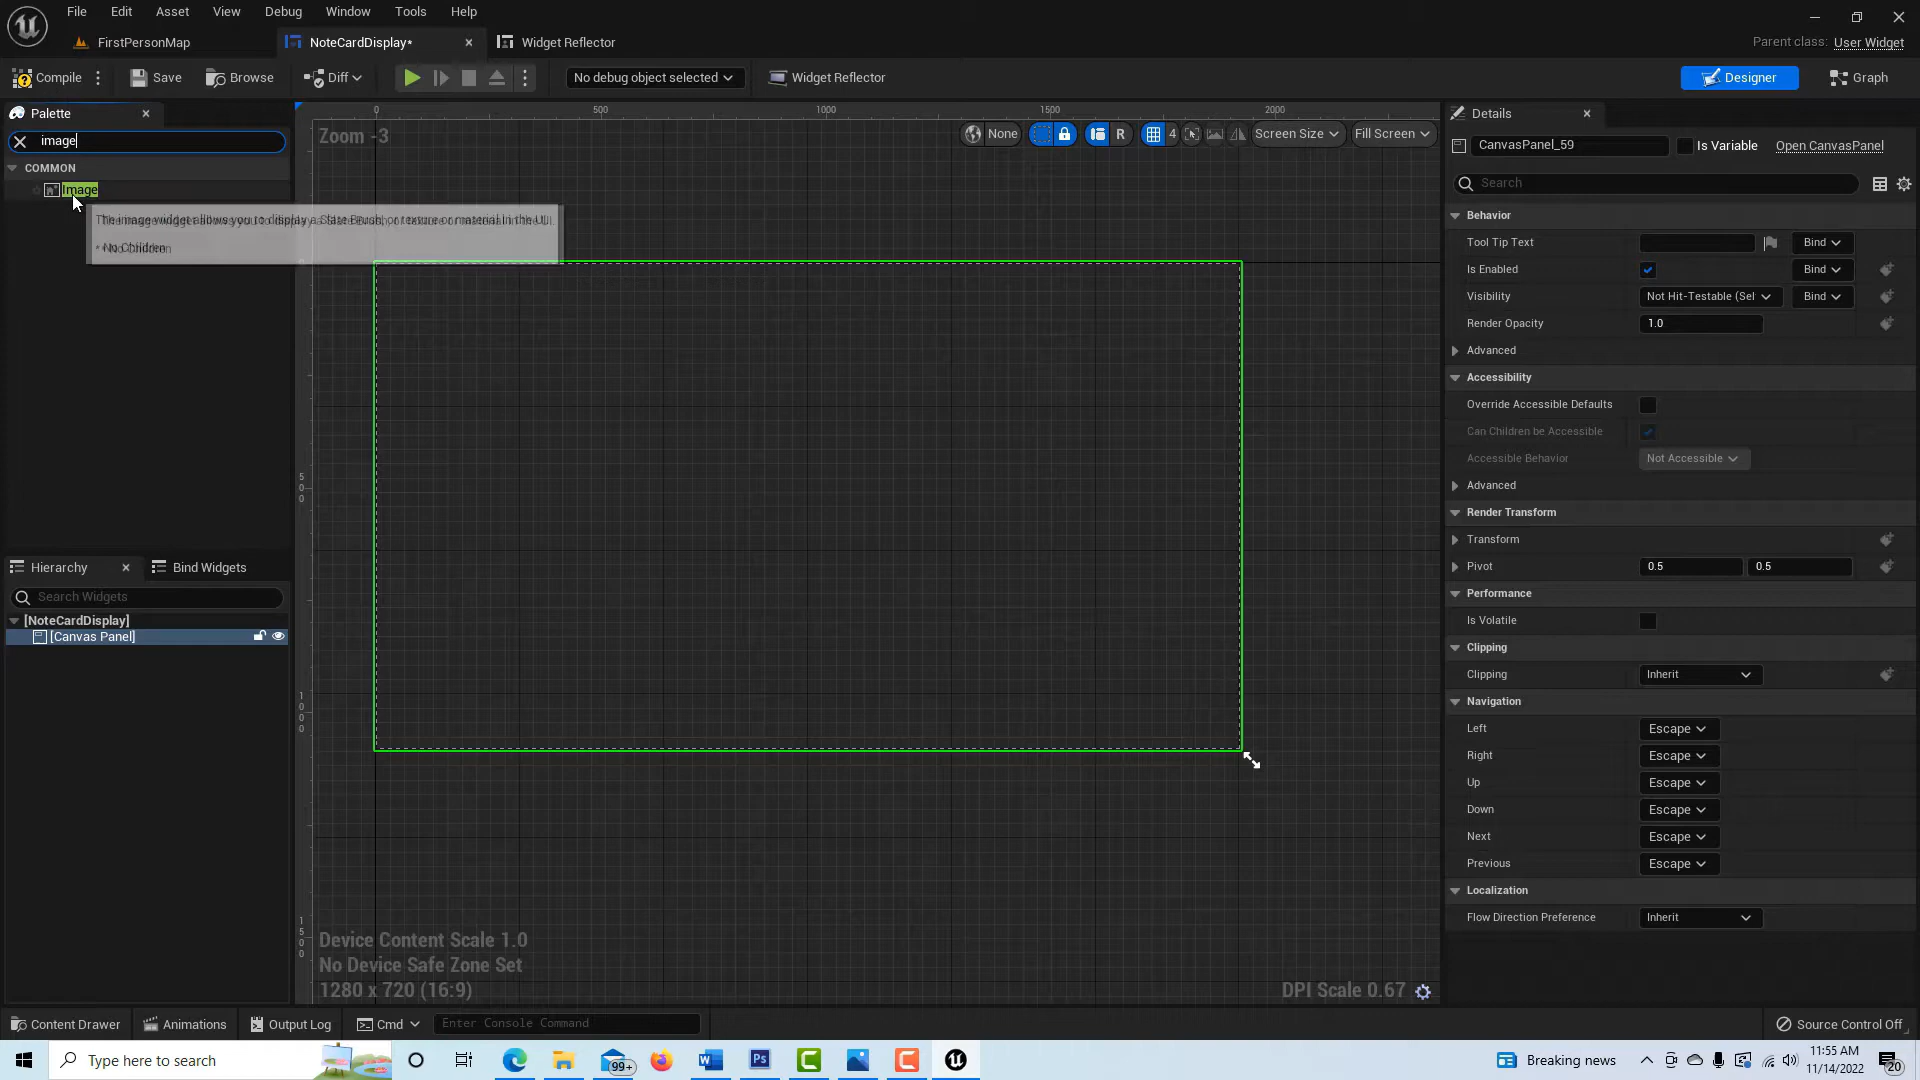 File Edit Asset View Debug Window Tools Help
FirstPersonMap NoteCardDisplay* Widget Reflector
Parent class: User Widget
Compile Save Browse Diff No debug object selected Widget Reflector Designer Graph
Palette
image
COMMON
Image
The image widget allows you to display a Slate Brush, or texture or material in the UI.
* No Children
0 500 1000 1500 2000
Zoom -3
None R 4 Screen Size Fill Screen
500
1000
1500
Device Content Scale 1.0
No Device Safe Zone Set
1280 x 720 (16:9)
DPI Scale 0.67
Hierarchy Bind Widgets
Search Widgets
[NoteCardDisplay]
[Canvas Panel]
Details
CanvasPanel_59 Is Variable Open CanvasPanel
Search
Behavior
Tool Tip Text Bind
Is Enabled Bind
Visibility Not Hit-Testable (Sel Bind
Render Opacity 1.0
Advanced
Accessibility
Override Accessible Defaults
Can Children be Accessible
Accessible Behavior Not Accessible
Advanced
Render Transform
Transform
Pivot 0.5 0.5
Performance
Is Volatile
Clipping
Clipping Inherit
Navigation
Left Escape
Right Escape
Up Escape
Down Escape
Next Escape
Previous Escape
Localization
Flow Direction Preference Inherit
Content Drawer Animations Output Log Cmd Enter Console Command Source Control Off
Type here to search 99+ Ps Breaking news 11:55 AM
11/14/2022 20